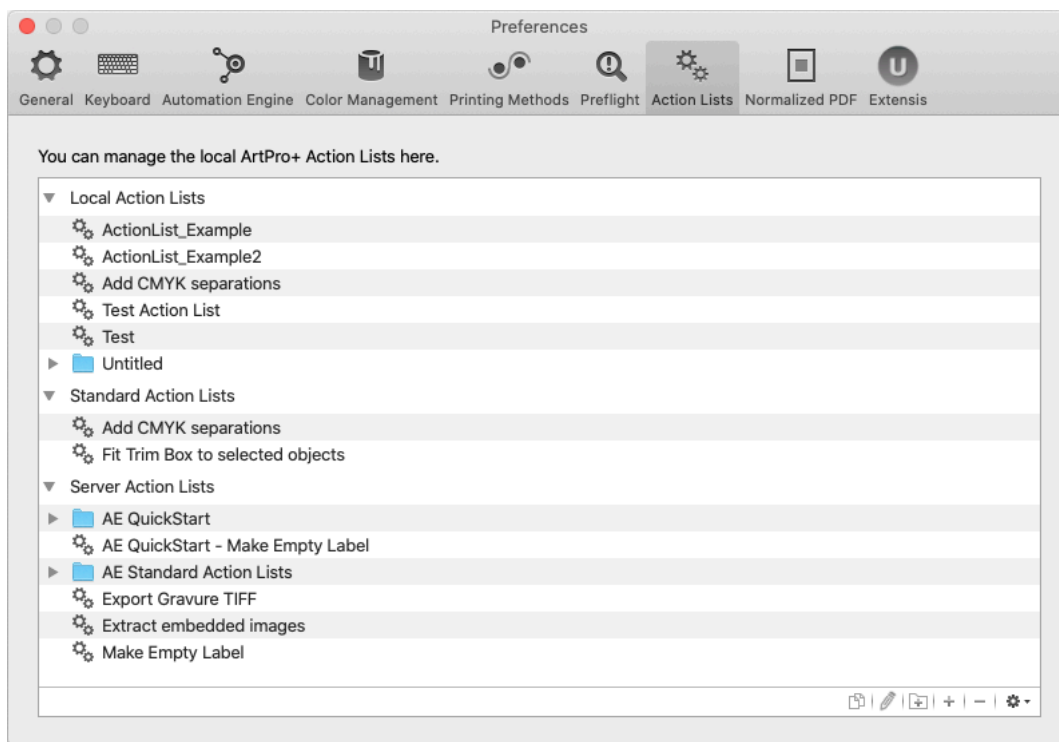 Preferences
General Keyboard Automation Engine Color Management Printing Methods Preflight Action Lists Normalized PDF Extensis
You can manage the local ArtPro+ Action Lists here.
Local Action Lists
ActionList_Example
ActionList_Example2
Add CMYK separations
Test Action List
Test
Untitled
Standard Action Lists
Add CMYK separations
Fit Trim Box to selected objects
Server Action Lists
AE QuickStart
AE QuickStart - Make Empty Label
AE Standard Action Lists
Export Gravure TIFF
Extract embedded images
Make Empty Label